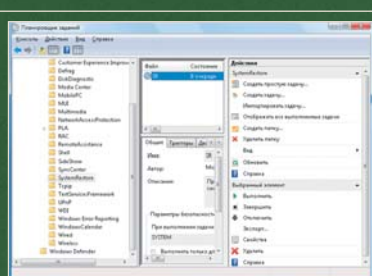 Планировщик заданий
Консоль Действие Вид Справка
Customer Experience Improv
Defrag
DiskDiagnostic
Media Center
MobilePC
MUI
Multimedia
NetworkAccessProtection
PLA
RAC
RemoteAssistance
Shell
SideShow
SyncCenter
SystemRestore
Tcpip
TextServicesFramework
UPnP
WDI
Windows Error Reporting
WindowsCalendar
Wired
Wireless
Windows Defender
Файл Состояние
SR В очереди
Общие Триггеры
Имя: SR
Автор:
Описание:
Параметры безопасности
При выполнении задачи
SYSTEM
Выполнять только для
Действия
SystemRestore
Создать простую задачу...
Создать задачу...
Импортировать задачу...
Отображать все выполняемые задачи
Создать папку...
Удалить папку
Вид
Обновить
Справка
Выбранный элемент
Выполнить
Завершить
Отключить
Экспорт...
Свойства
Удалить
Справка